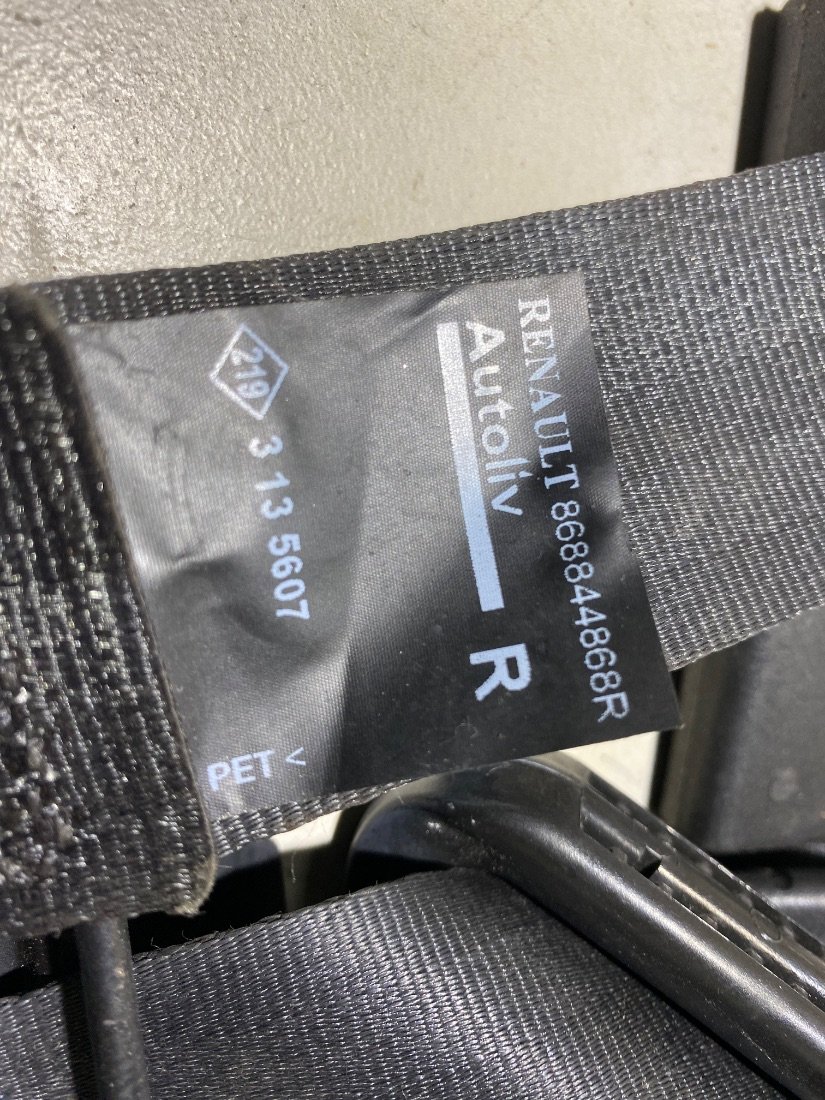 RENAULT 868844868R
Autoliv R
219 3 13 5607
PET <